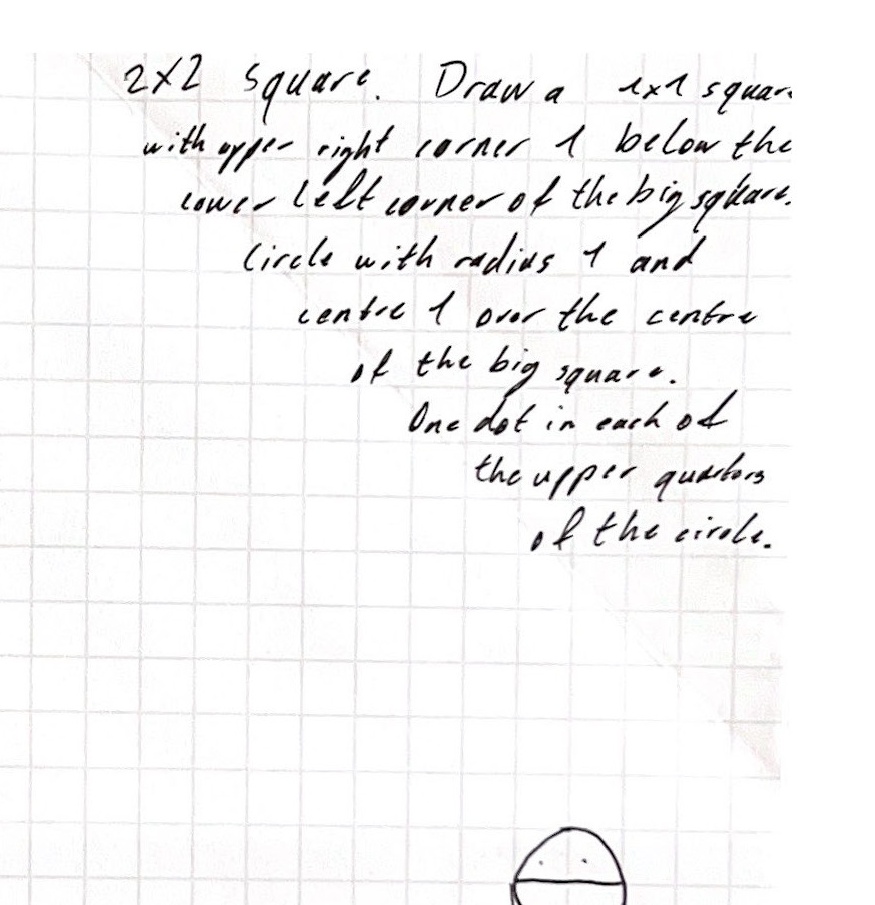 2x2 square. Draw a 1x1 square
with upper right corner 1 below the
lower left corner of the big square.
Circle with radius 1 and
centre 1 over the centre
of the big square.
One dot in each of
the upper quarters
of the circle.